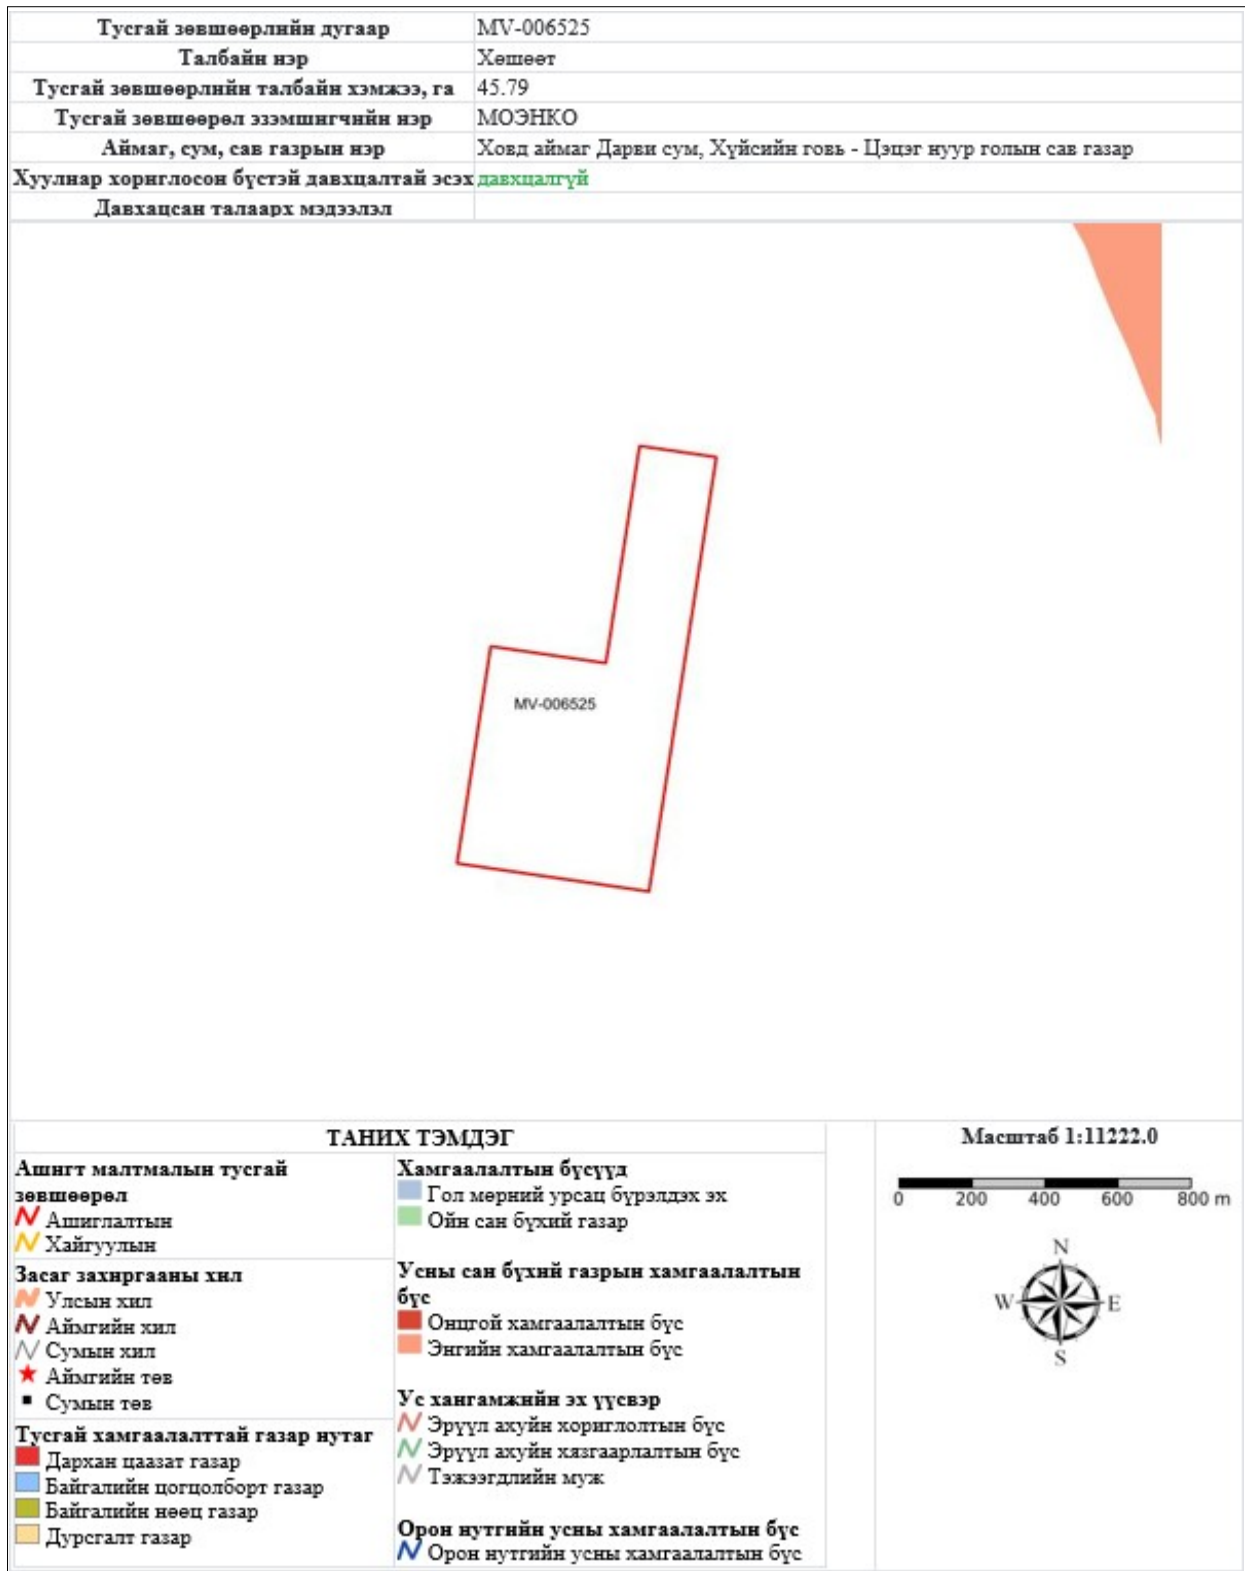 Тусгай зөвшөөрлийн дугаар MV-006525
Талбайн нэр Хөшөөт
Тусгай зөвшөөрлийн талбайн хэмжээ, га 45.79
Тусгай зөвшөөрөл эзэмшигчийн нэр МОЭНКО
Аймаг, сум, сав газрын нэр Ховд аймаг Дарви сум, Хүйсийн говь - Цэцэг нуур голын сав газар
Хуулиар хориглосон бүстэй давхцалтай эсэх давхцалгүй
Давхацсан талаарх мэдээлэл
MV-006525
ТАНИХ ТЭМДЭГ
Ашигт малтмалын тусгай
зөвшөөрөл
Ашиглалтын
Хайгуулын
Засаг захиргааны хил
Улсын хил
Аймгийн хил
Сумын хил
Аймгийн төв
Сумын төв
Тусгай хамгаалалттай газар нутаг
Дархан цаазат газар
Байгалийн цогцолборт газар
Байгалийн нөөц газар
Дурсгалт газар
Хамгаалалтын бүсүүд
Гол мөрний урсац бүрэлдэх эх
Ойн сан бүхий газар
Усны сан бүхий газрын хамгаалалтын
бүс
Онцгой хамгаалалтын бүс
Энгийн хамгаалалтын бүс
Ус хангамжийн эх үүсвэр
Эрүүл ахуйн хориглолтын бүс
Эрүүл ахуйн хязгаарлалтын бүс
Тэжээгдлийн муж
Орон нутгийн усны хамгаалалтын бүс
Орон нутгийн усны хамгаалалтын бүс
Масштаб 1:11222.0
0 200 400 600 800 m
N
W E
S